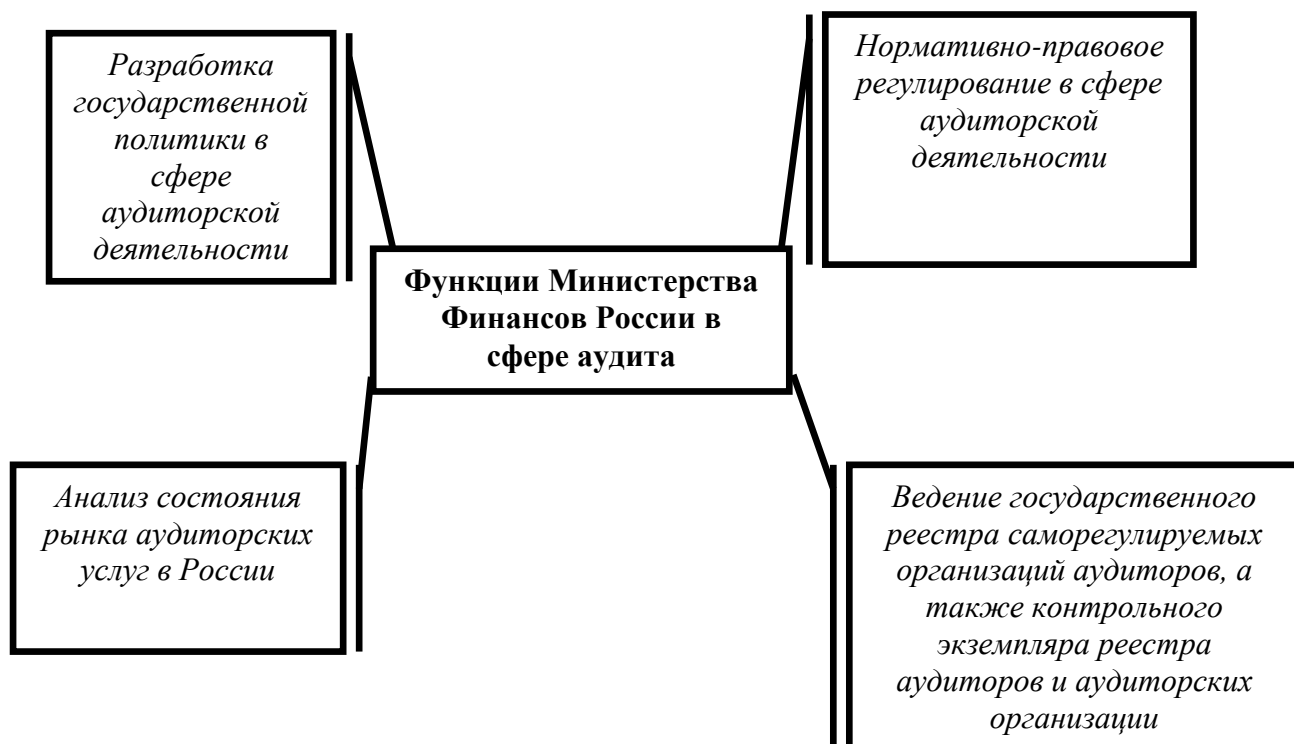 Разработка
государственной
политики в
сфере
аудиторской
деятельности
Нормативно-правовое
регулирование в сфере
аудиторской
деятельности
Функции Министерства
Финансов России в
сфере аудита
Анализ состояния
рынка аудиторских
услуг в России
Ведение государственного
реестра саморегулируемых
организаций аудиторов, а
также контрольного
экземпляра реестра
аудиторов и аудиторских
организации